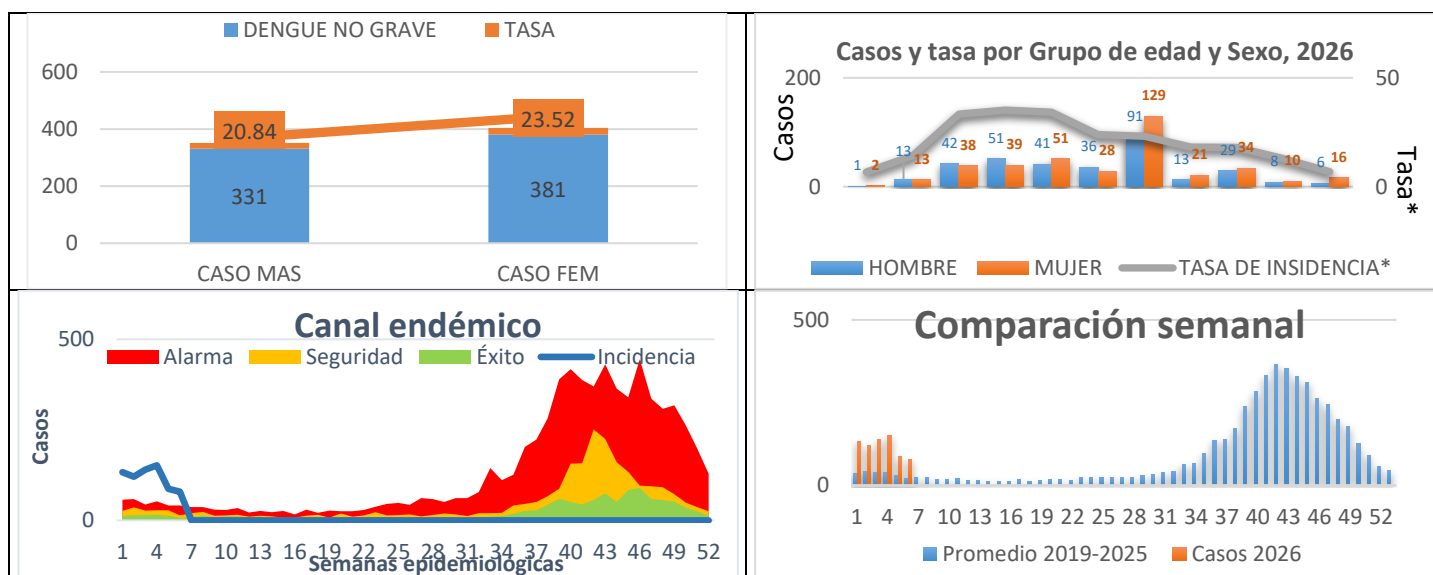 DENGUE NO GRAVE TASA
600
400
200
0
20.84
23.52
331
381
CASO MAS CASO FEM
Casos y tasa por Grupo de edad y Sexo, 2026
200
0
Casos
50
0
Tasa*
1 2 13 13 42 38 51 39 41 51 36 28 91 129 13 21 29 34 8 10 6 16
HOMBRE MUJER TASA DE INSIDENCIA*
Canal endémico
500
0
Alarma Seguridad Éxito Incidencia
Casos
1 4 7 10 13 16 19 22 25 28 31 34 37 40 43 46 49 52
Semanas epidemiológicas
Comparación semanal
500
0
1 4 7 10 13 16 19 22 25 28 31 34 37 40 43 46 49 52
Promedio 2019-2025 Casos 2026